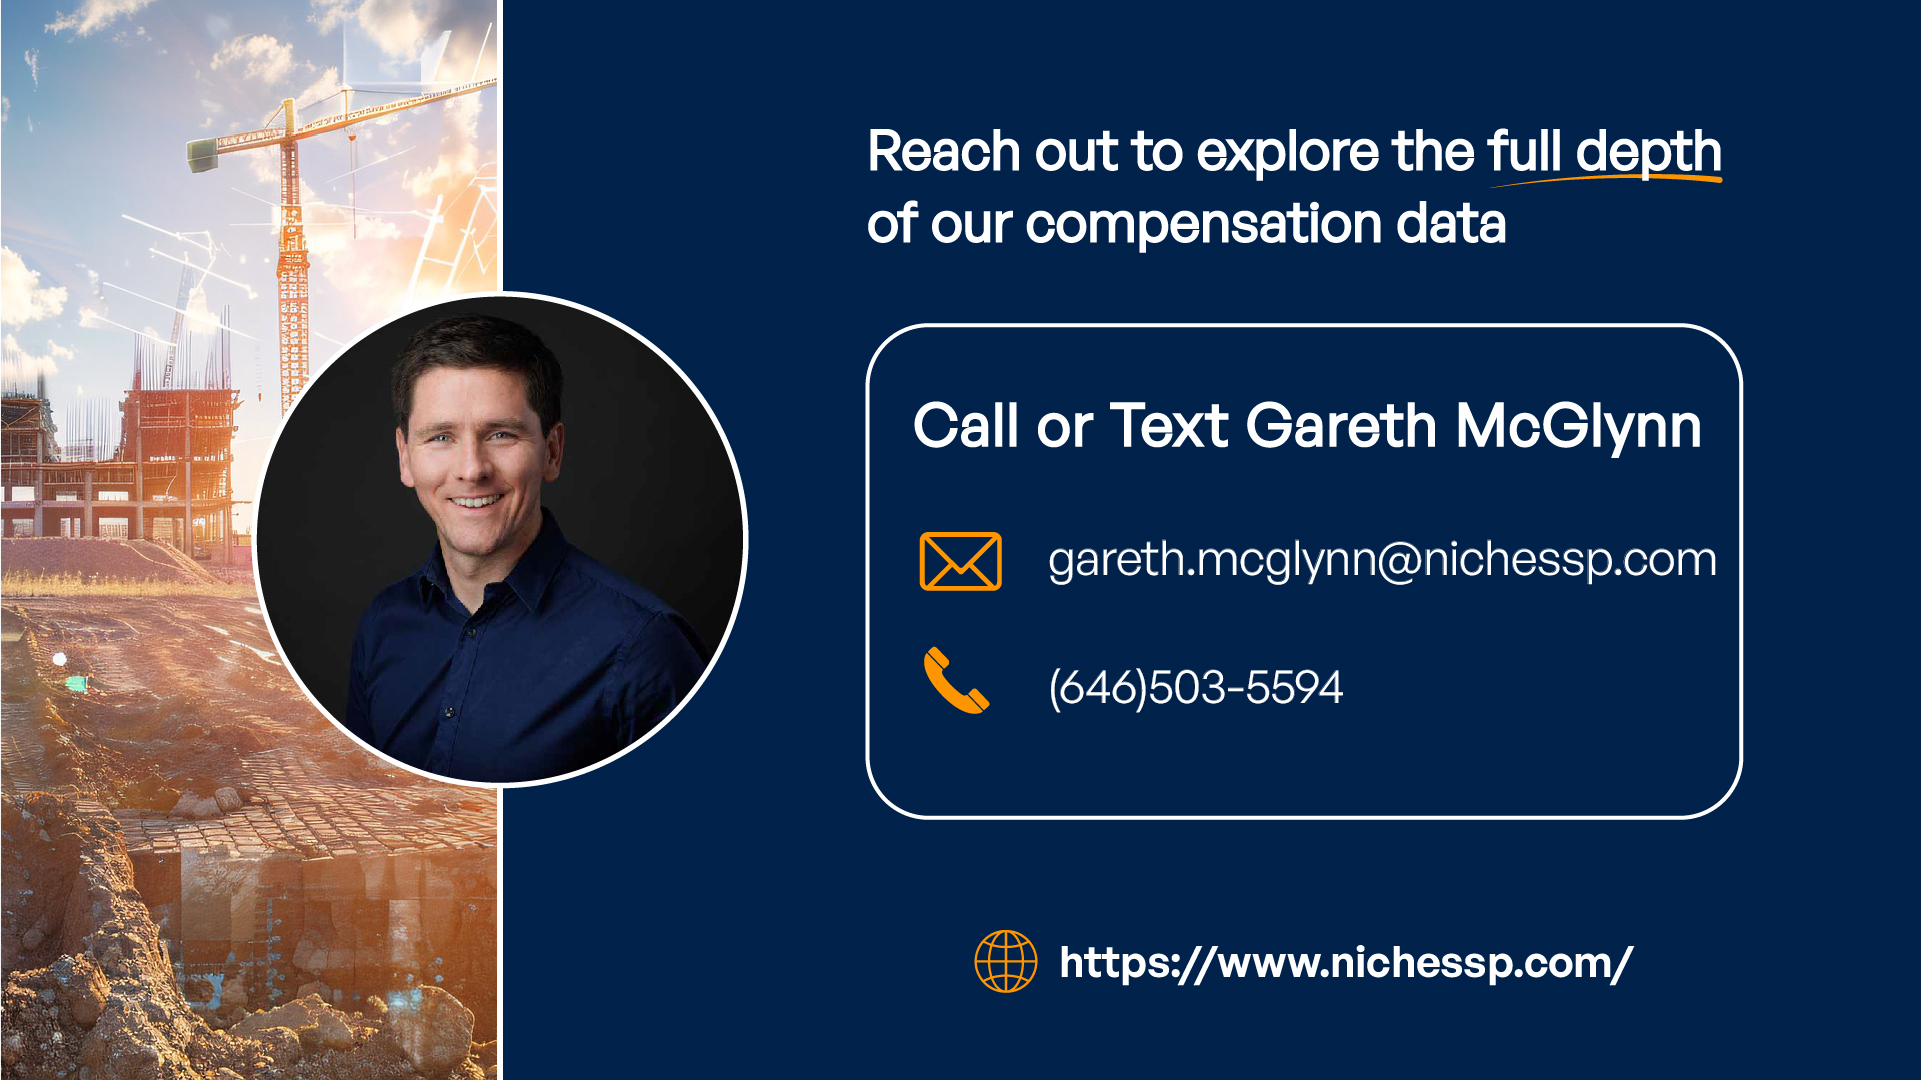 Reach out to explore the full depth
of our compensation data
Call or Text Gareth McGlynn
gareth.mcglynn@nichessp.com
(646)503-5594
https://www.nichessp.com/